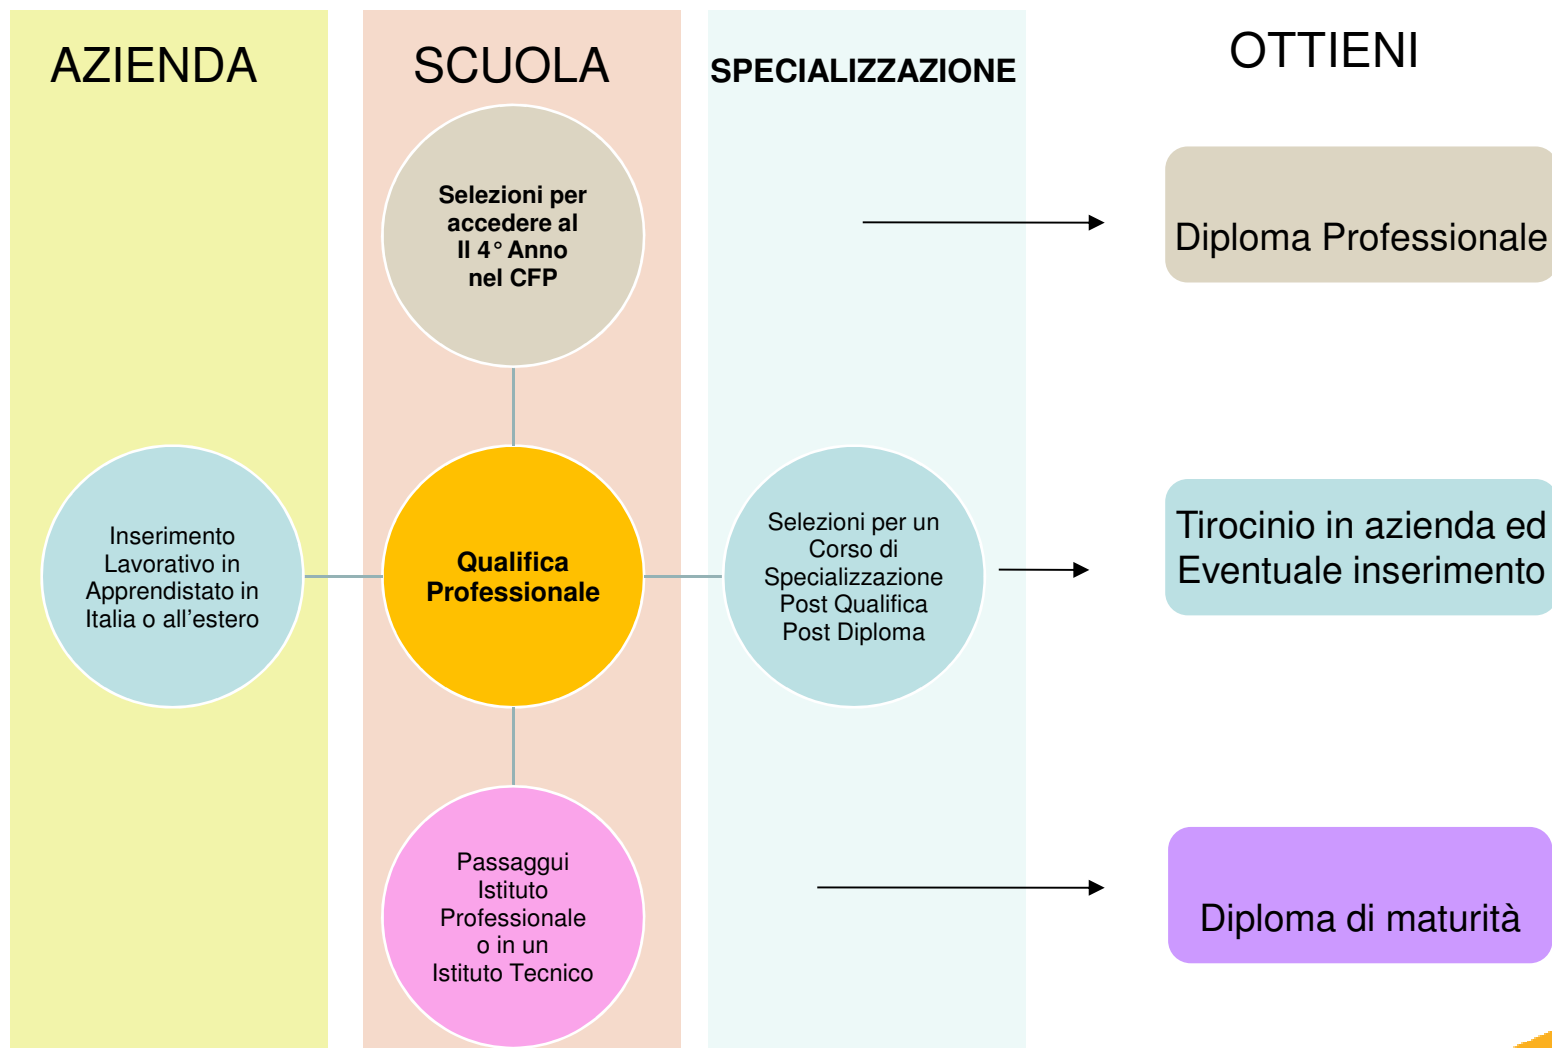 AZIENDA
SCUOLA
SPECIALIZZAZIONE
OTTIENI
Selezioni per
accedere al
Il 4° Anno
nel CFP
Diploma Professionale
Inserimento
Lavorativo in
Apprendistato in
Italia o all'estero
Qualifica
Professionale
Selezioni per un
Corso di
Specializzazione
Post Qualifica
Post Diploma
Tirocinio in azienda ed
Eventuale inserimento
Passaggui
Istituto
Professionale
o in un
Istituto Tecnico
Diploma di maturità